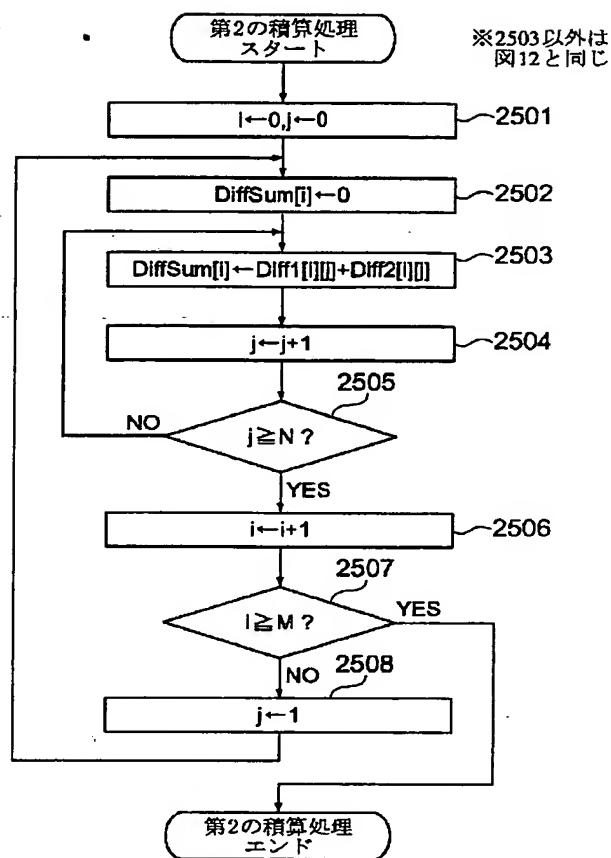 第2の積算処理
スタート
※2503以外は
図12と同じ
i←0,j←0
2501
DiffSum[i]←0
2502
DiffSum[i]←Diff1[i][j]+Diff2[i][j]
2503
j←j+1
2504
2505
j≧N?
NO
YES
i←i+1
2506
2507
i≧M?
YES
NO
2508
j←1
第2の積算処理
エンド